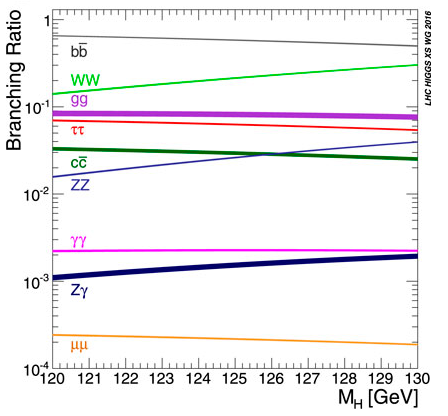 Branching Ratio
LHC HIGGS XS WG 2016
1
10⁻¹
10⁻²
10⁻³
10⁻⁴
bb̅
WW
gg
ττ
cc̅
ZZ
γγ
Zγ
μμ
120 121 122 123 124 125 126 127 128 129 130
M_H [GeV]